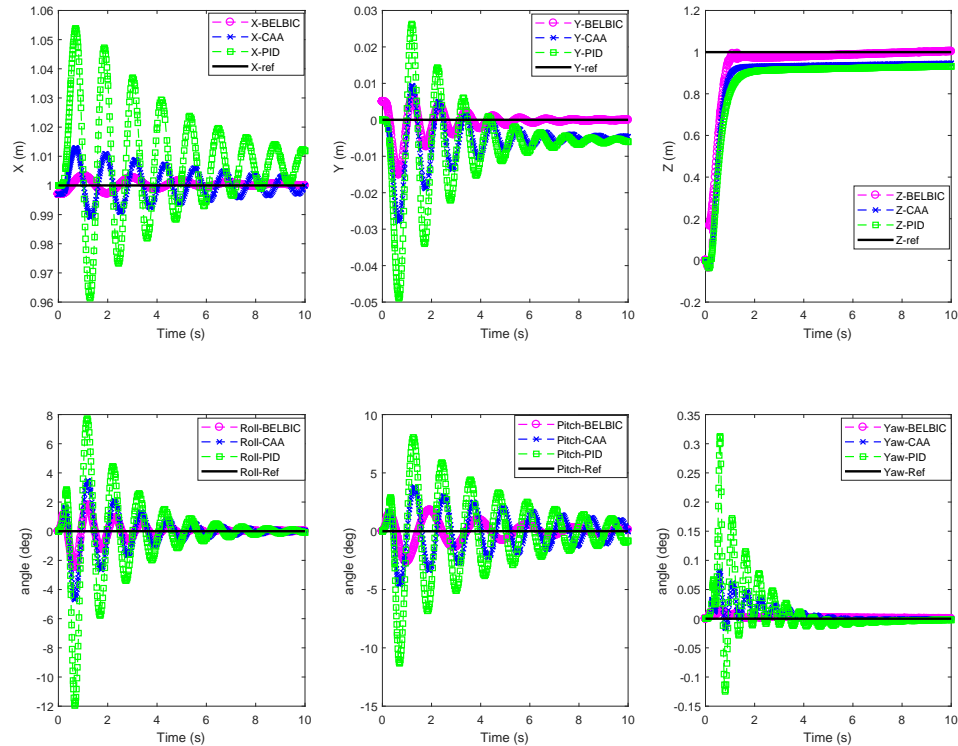 1.06
1.05
1.04
1.03
1.02
1.01
1
0.99
0.98
0.97
0.96
X (m)
0 2 4 6 8 10
Time (s)
X-BELBIC
X-CAA
X-PID
X-ref
0.03
0.02
0.01
0
-0.01
-0.02
-0.03
-0.04
-0.05
Y (m)
0 2 4 6 8 10
Time (s)
Y-BELBIC
Y-CAA
Y-PID
Y-ref
1.2
1
0.8
0.6
0.4
0.2
0
-0.2
Z (m)
0 2 4 6 8 10
Time (s)
Z-BELBIC
Z-CAA
Z-PID
Z-ref
8
6
4
2
0
-2
-4
-6
-8
-10
-12
angle (deg)
0 2 4 6 8 10
Time (s)
Roll-BELBIC
Roll-CAA
Roll-PID
Roll-Ref
10
5
0
-5
-10
-15
angle (deg)
0 2 4 6 8 10
Time (s)
Pitch-BELBIC
Pitch-CAA
Pitch-PID
Pitch-Ref
0.35
0.3
0.25
0.2
0.15
0.1
0.05
0
-0.05
-0.1
-0.15
angle (deg)
0 2 4 6 8 10
Time (s)
Yaw-BELBIC
Yaw-CAA
Yaw-PID
Yaw-Ref